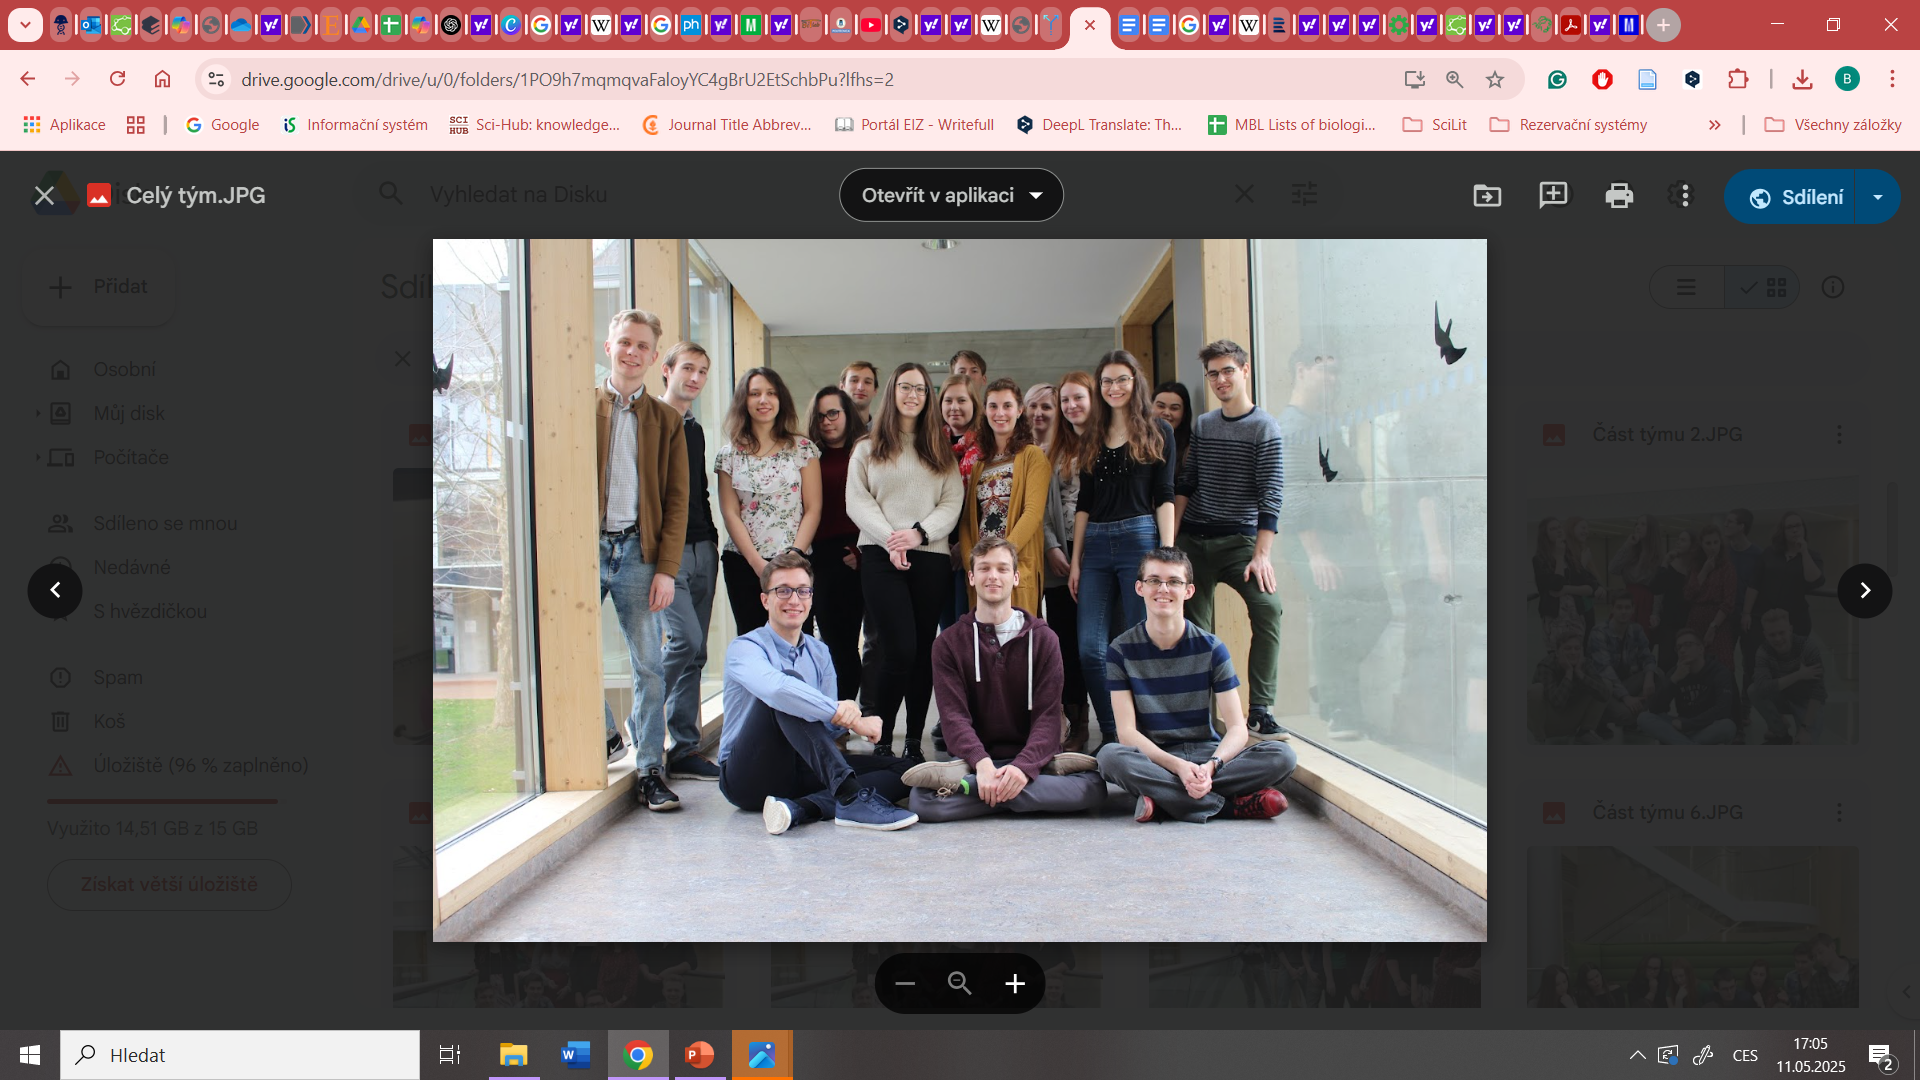 drive.google.com/drive/u/0/folders/1PO9h7mqmqvaFaloyYC4gBrU2EtSchbPu?lfhs=2
B
Aplikace
Google
Informační systém
SCI HUB Sci-Hub: knowledge...
Journal Title Abbrev...
Portál EIZ - Writefull
DeepL Translate: Th...
MBL Lists of biologi...
SciLit
Rezervační systémy
Všechny záložky
Celý tým.JPG
Vyhledat na Disku
Otevřít v aplikaci
Sdílení
Přidat
Sdíl
Osobní
Můj disk
Počítače
Sdíleno se mnou
Nedávné
S hvězdičkou
Spam
Koš
Úložiště (96 % zaplněno)
Využito 14,51 GB z 15 GB
Získat větší úložiště
Část týmu 2.JPG
Část týmu 6.JPG
Hledat
CES
17:05
11.05.2025
2